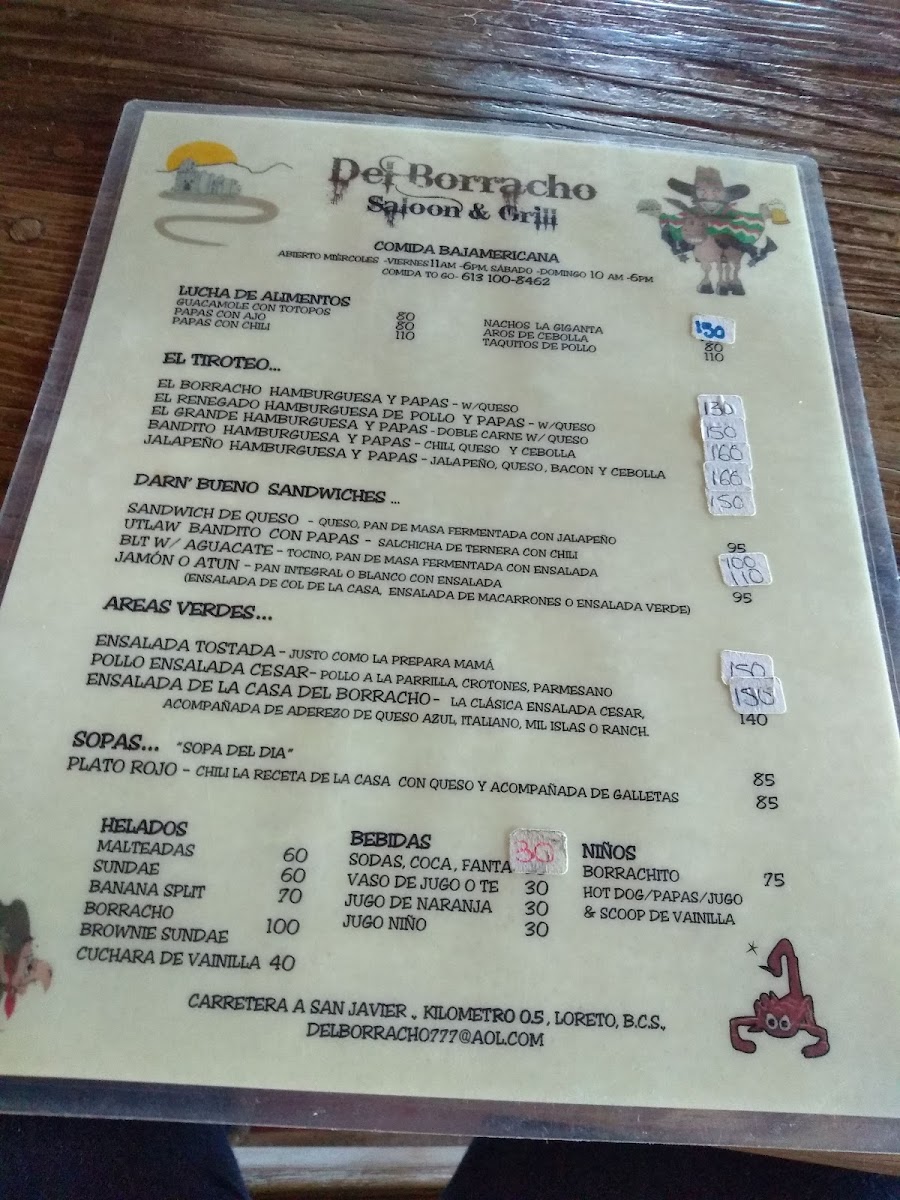 Del Borracho
Saloon & Grill
COMIDA BAJAMERICANA
ABIERTO MIERCOLES -VIERNES 11AM -6PM, SÁBADO -DOMINGO 10 AM -6PM
COMIDA TO GO- 613 100-8462
LUCHA DE ALIMENTOS
GUACAMOLE CON TOTOPOS 80
PAPAS CON AJO 80
PAPAS CON CHILI 110
NACHOS LA GIGANTA 150
AROS DE CEBOLLA 80
TAQUITOS DE POLLO 110
EL TIROTEO...
EL BORRACHO HAMBURGUESA Y PAPAS - W/QUESO 130
EL RENEGADO HAMBURGUESA DE POLLO Y PAPAS - W/QUESO 150
EL GRANDE HAMBURGUESA Y PAPAS - DOBLE CARNE W/ QUESO 160
BANDITO HAMBURGUESA Y PAPAS - CHILI, QUESO Y CEBOLLA 160
JALAPEÑO HAMBURGUESA Y PAPAS - JALAPEÑO, QUESO, BACON Y CEBOLLA 150
DARN' BUENO SANDWICHES ...
SANDWICH DE QUESO - QUESO, PAN DE MASA FERMENTADA CON JALAPEÑO 95
UTLAW BANDITO CON PAPAS - SALCHICHA DE TERNERA CON CHILI 100
BLT W/ AGUACATE - TOCINO, PAN DE MASA FERMENTADA CON ENSALADA 110
JAMÓN O ATUN - PAN INTEGRAL O BLANCO CON ENSALADA 95
(ENSALADA DE COL DE LA CASA, ENSALADA DE MACARRONES O ENSALADA VERDE)
AREAS VERDES...
ENSALADA TOSTADA - JUSTO COMO LA PREPARA MAMÁ 150
POLLO ENSALADA CESAR- POLLO A LA PARRILLA, CROTONES, PARMESANO 150
ENSALADA DE LA CASA DEL BORRACHO - LA CLÁSICA ENSALADA CESAR, 140
ACOMPAÑADA DE ADEREZO DE QUESO AZUL, ITALIANO, MIL ISLAS O RANCH.
SOPAS... "SOPA DEL DIA" 85
PLATO ROJO - CHILI LA RECETA DE LA CASA CON QUESO Y ACOMPAÑADA DE GALLETAS 85
HELADOS
MALTEADAS 60
SUNDAE 60
BANANA SPLIT 70
BORRACHO
BROWNIE SUNDAE 100
CUCHARA DE VAINILLA 40
BEBIDAS
SODAS, COCA, FANTA 30
VASO DE JUGO O TE 30
JUGO DE NARANJA 30
JUGO NIÑO 30
NIÑOS
BORRACHITO 75
HOT DOG/PAPAS/JUGO
& SCOOP DE VAINILLA
CARRETERA A SAN JAVIER ., KILOMETRO 0.5 , LORETO, B.C.S.,
DELBORRACHO777@AOL.COM